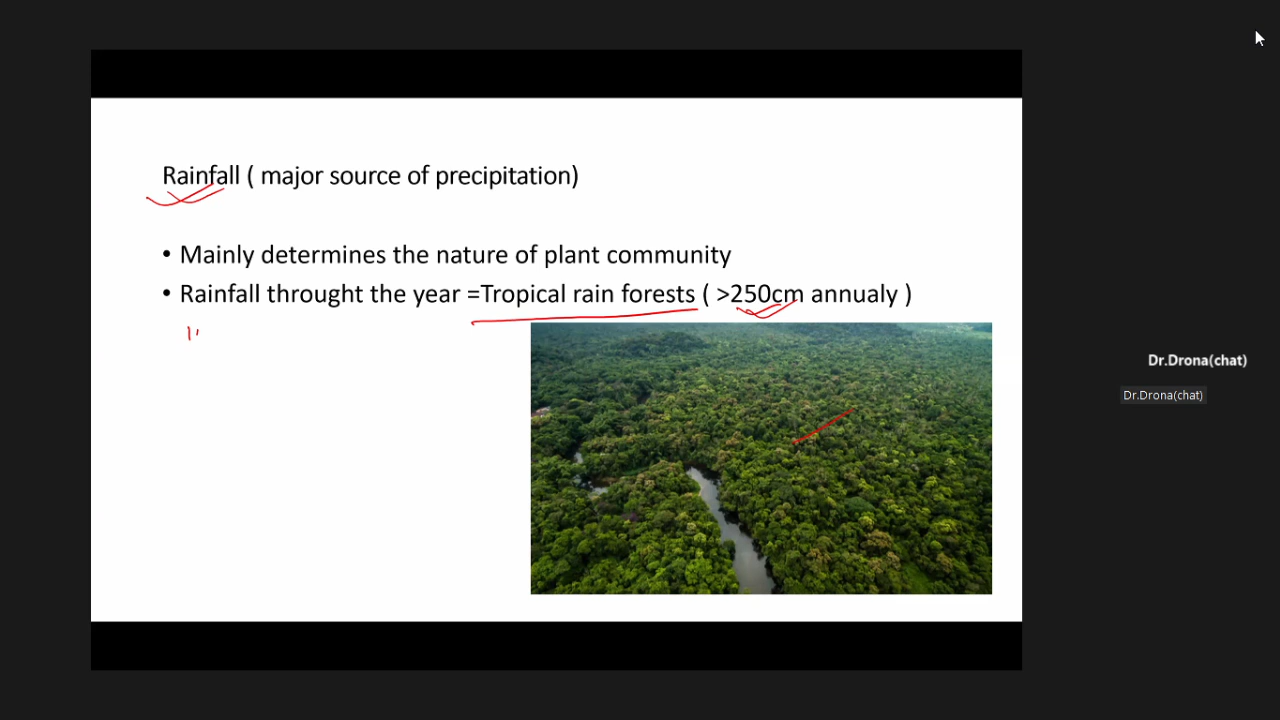 Rainfall ( major source of precipitation)
• Mainly determines the nature of plant community
• Rainfall throught the year =Tropical rain forests ( >250cm annualy )
Dr.Drona(chat)
Dr.Drona(chat)